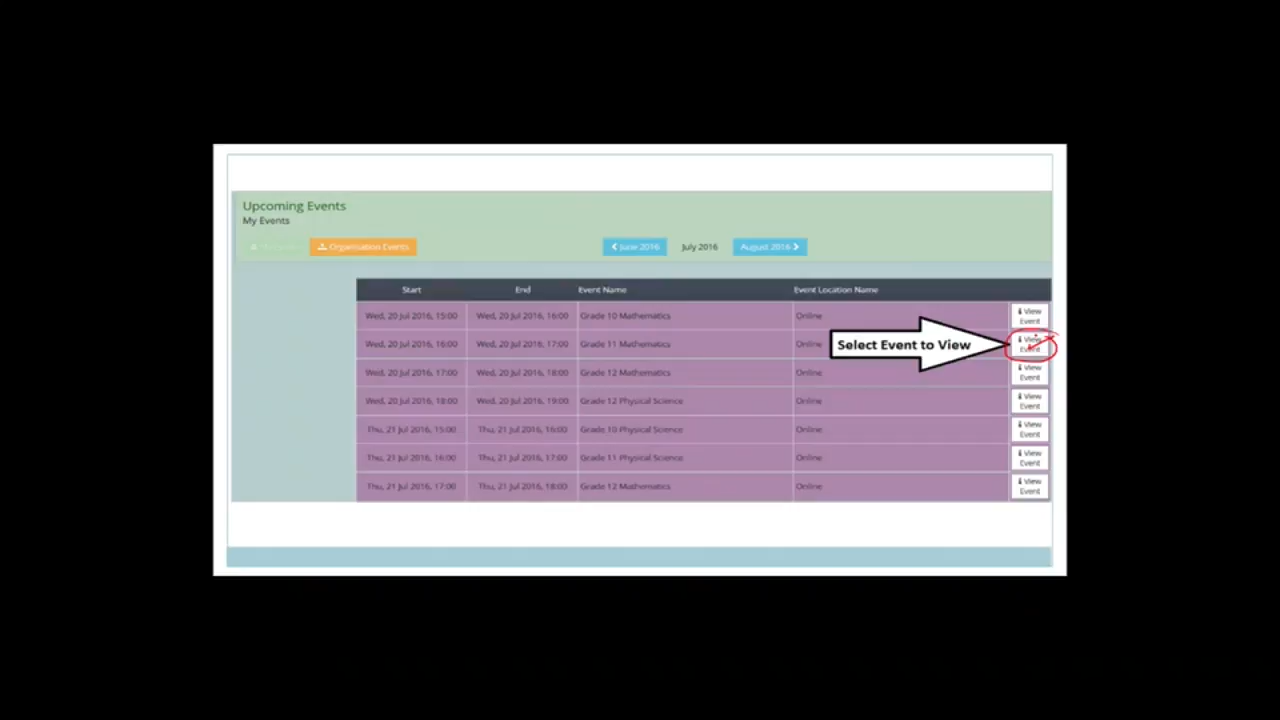 Upcoming Events
My Events
Organisation Events
June 2016
July 2016
August 2016
Start End Event Name Event Location Name
Wed, 20 Jul 2016, 15:00 Wed, 20 Jul 2016, 16:00 Grade 10 Mathematics Online View
Event
Wed, 20 Jul 2016, 16:00 Wed, 20 Jul 2016, 17:00 Grade 11 Mathematics Online Select Event to View View
Event
Wed, 20 Jul 2016, 17:00 Wed, 20 Jul 2016, 18:00 Grade 12 Mathematics Online View
Event
Wed, 20 Jul 2016, 18:00 Wed, 20 Jul 2016, 19:00 Grade 12 Physical Science Online View
Event
Thu, 21 Jul 2016, 15:00 Thu, 21 Jul 2016, 16:00 Grade 10 Physical Science Online View
Event
Thu, 21 Jul 2016, 16:00 Thu, 21 Jul 2016, 17:00 Grade 11 Physical Science Online View
Event
Thu, 21 Jul 2016, 17:00 Thu, 21 Jul 2016, 18:00 Grade 12 Mathematics Online View
Event